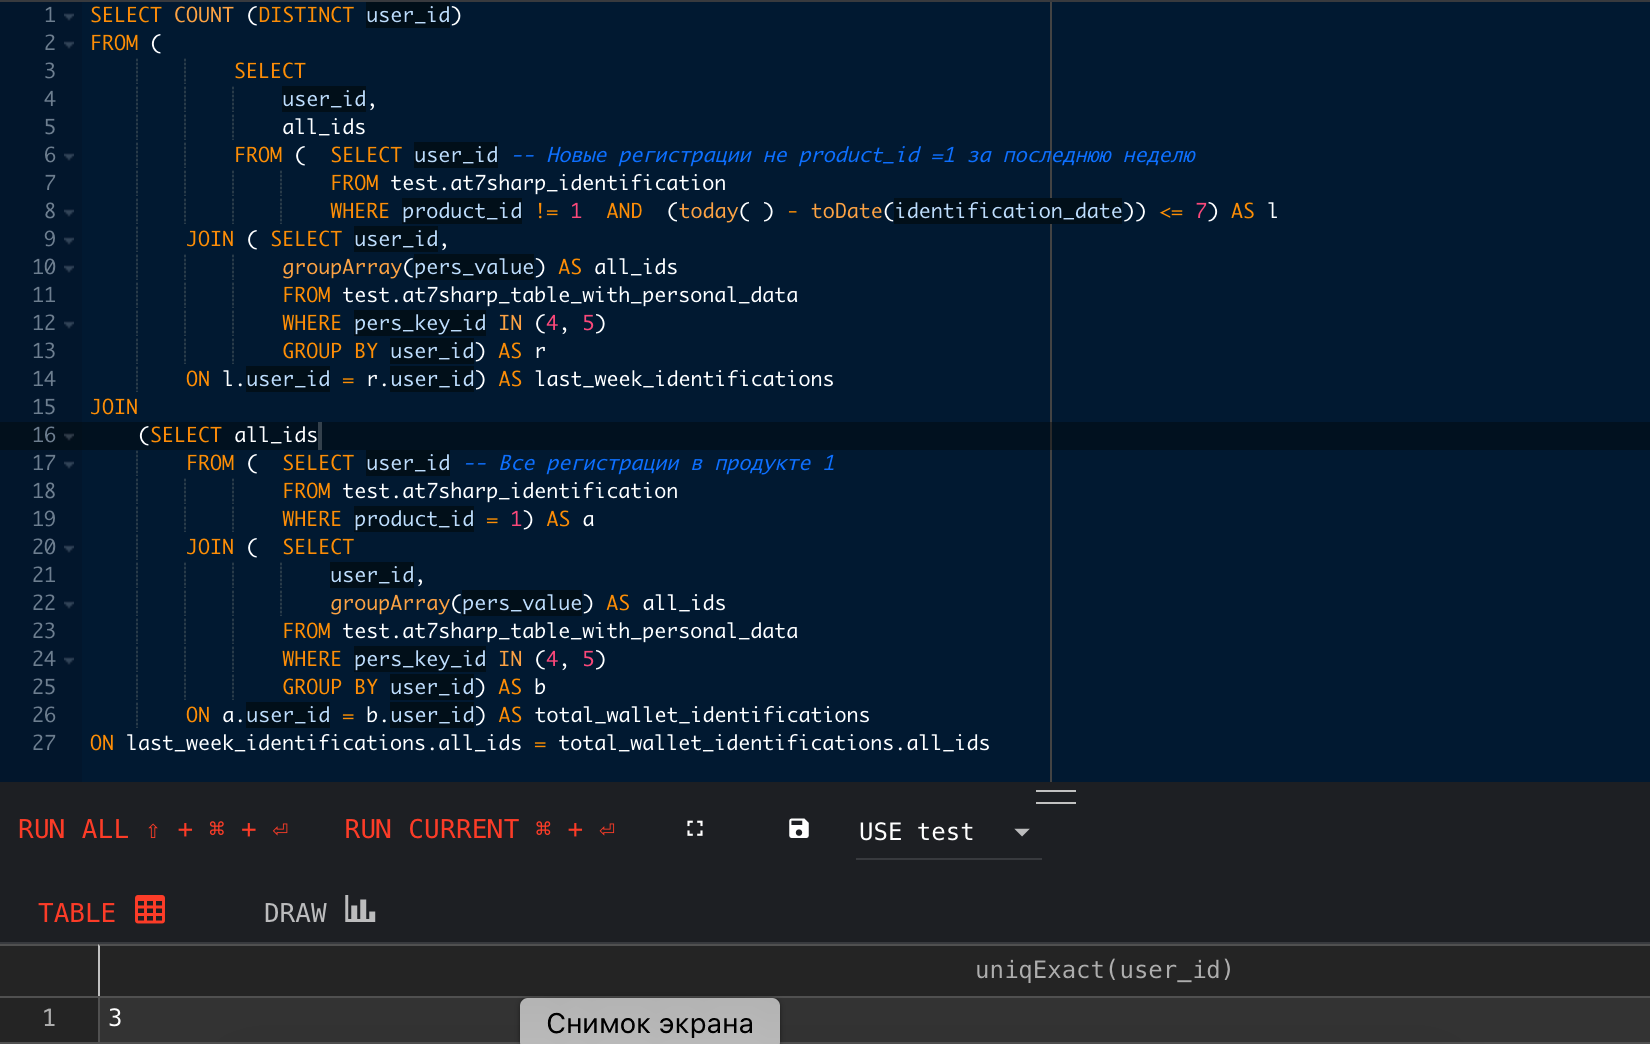 1 SELECT COUNT (DISTINCT user_id)
2 FROM (
3 SELECT
4 user_id,
5 all_ids
6 FROM (  SELECT user_id -- Новые регистрации не product_id =1 за последнюю неделю
7 FROM test.at7sharp_identification
8 WHERE product_id != 1  AND  (today( ) - toDate(identification_date)) <= 7) AS l
9 JOIN ( SELECT user_id,
10 groupArray(pers_value) AS all_ids
11 FROM test.at7sharp_table_with_personal_data
12 WHERE pers_key_id IN (4, 5)
13 GROUP BY user_id) AS r
14 ON l.user_id = r.user_id) AS last_week_identifications
15 JOIN
16 (SELECT all_ids
17 FROM (  SELECT user_id -- Все регистрации в продукте 1
18 FROM test.at7sharp_identification
19 WHERE product_id = 1) AS a
20 JOIN (  SELECT
21 user_id,
22 groupArray(pers_value) AS all_ids
23 FROM test.at7sharp_table_with_personal_data
24 WHERE pers_key_id IN (4, 5)
25 GROUP BY user_id) AS b
26 ON a.user_id = b.user_id) AS total_wallet_identifications
27 ON last_week_identifications.all_ids = total_wallet_identifications.all_ids
RUN ALL ⇧ + ⌘ + ⏎ RUN CURRENT ⌘ + ⏎ USE test
TABLE DRAW
uniqExact(user_id)
1 3
Снимок экрана